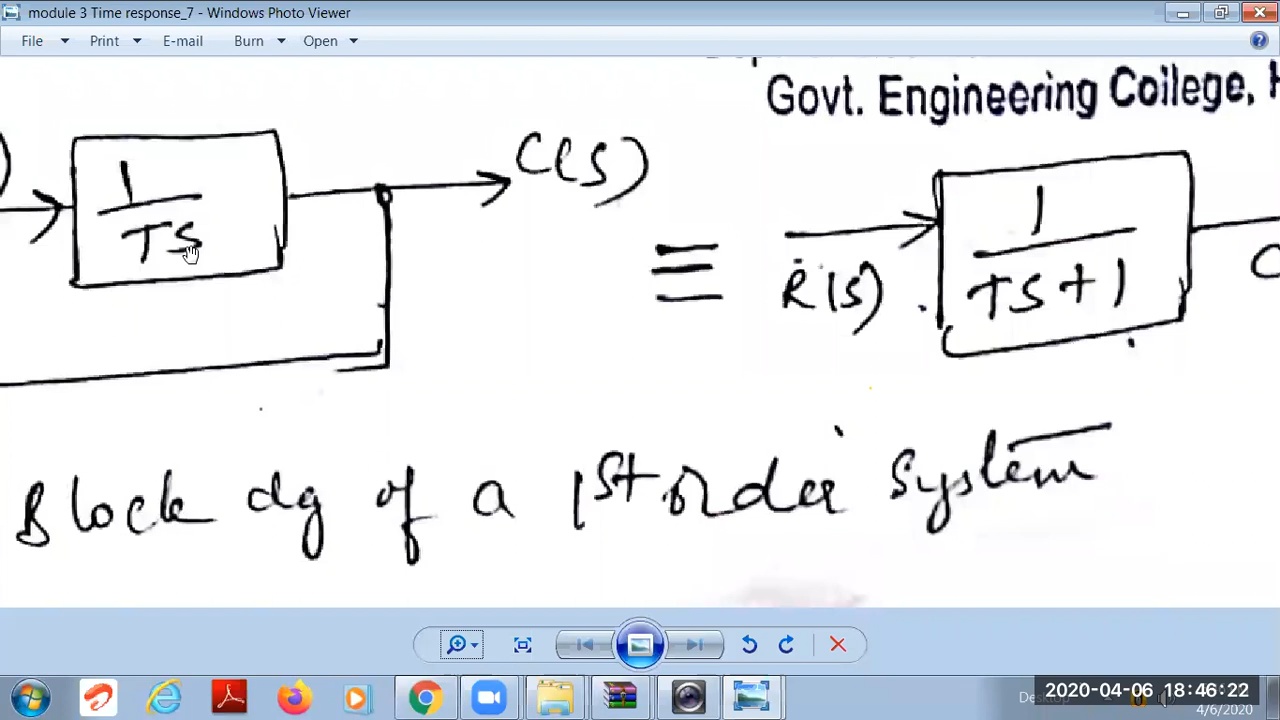 module 3 Time response_7 - Windows Photo Viewer
File Print E-mail Burn Open
Govt. Engineering Coilege, H
1
TS
C(S)
≡
R(S)
1
TS+1
C
Block dg of a 1st order System
2020-04-06 18:46:22
4/6/2020